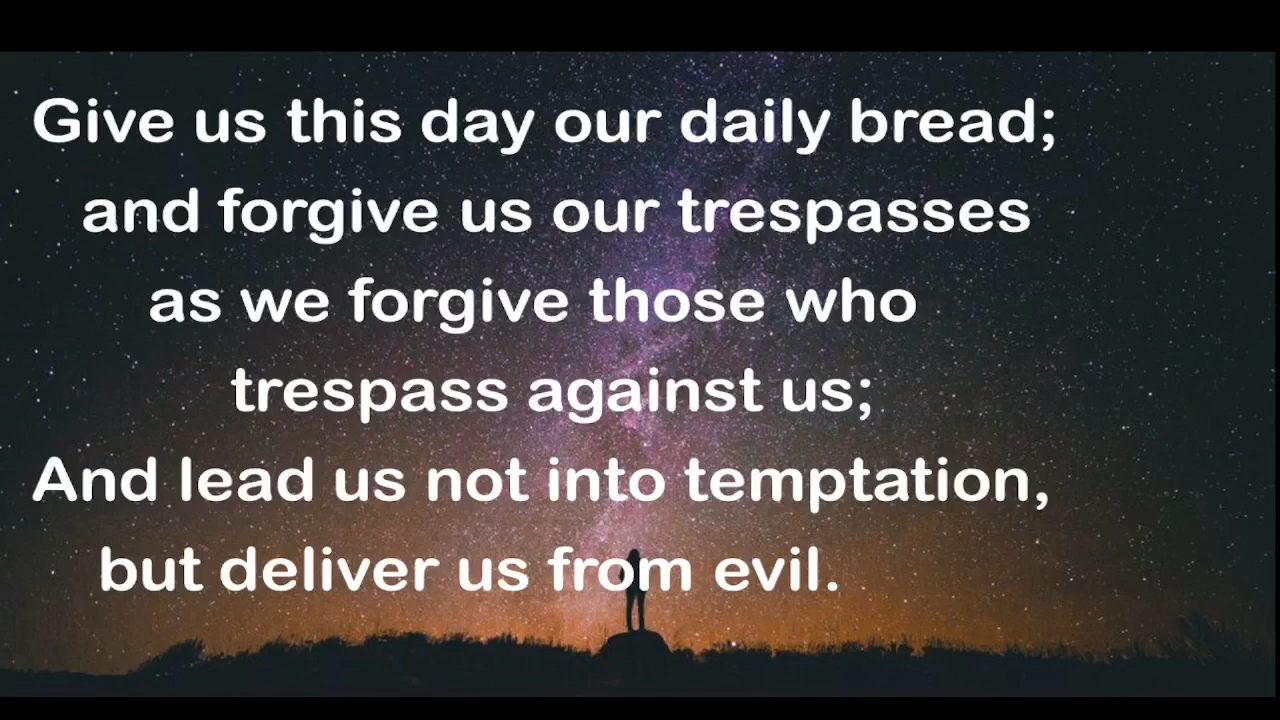 Give us this day our daily bread;
and forgive us our trespasses
as we forgive those who
trespass against us;
And lead us not into temptation,
but deliver us from evil.